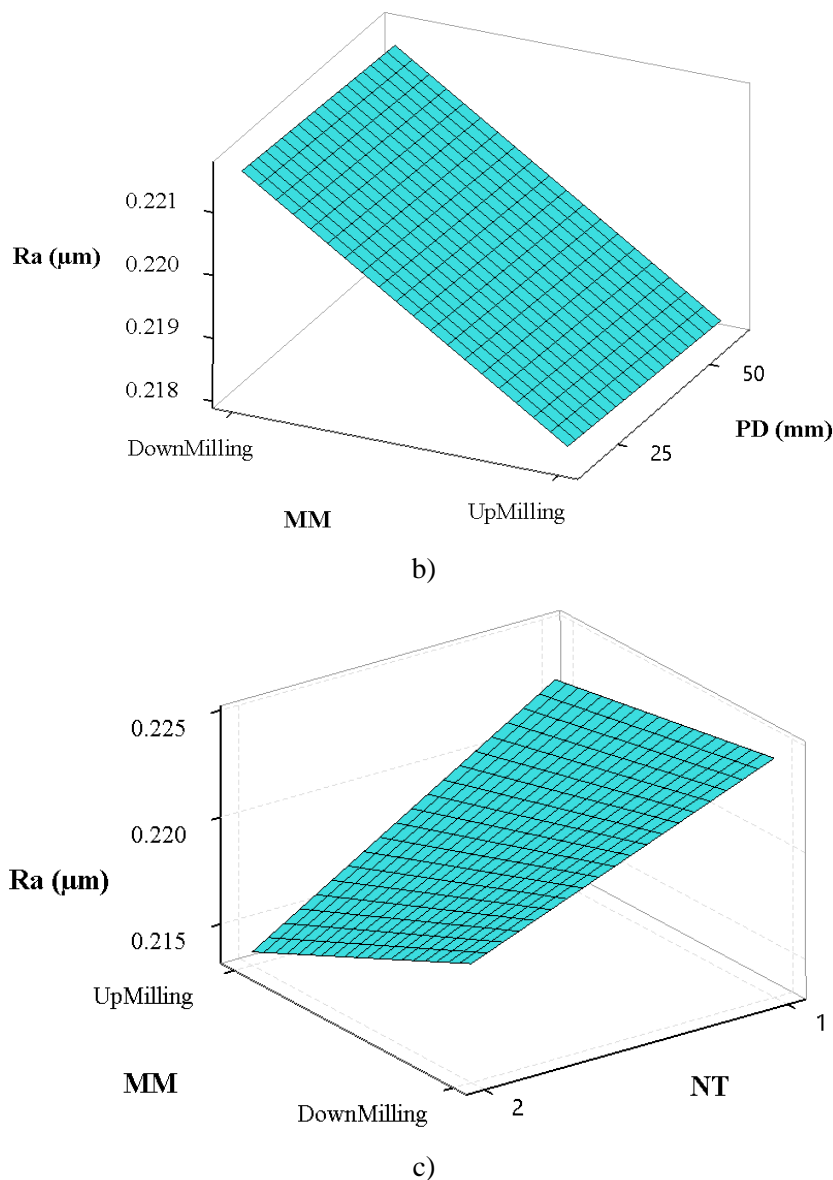 0.221
Ra (μm)
0.220
0.219
0.218
50
PD (mm)
25
DownMilling
UpMilling
MM
b)
0.225
0.220
Ra (μm)
0.215
UpMilling
1
MM
NT
DownMilling
2
c)